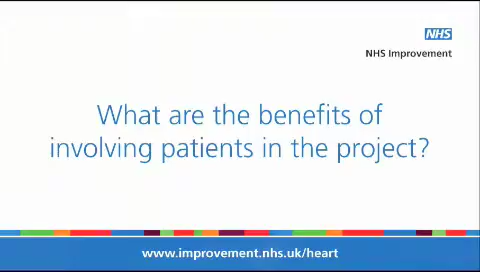 NHS
NHS Improvement
What are the benefits of
involving patients in the project?
www.improvement.nhs.uk/heart